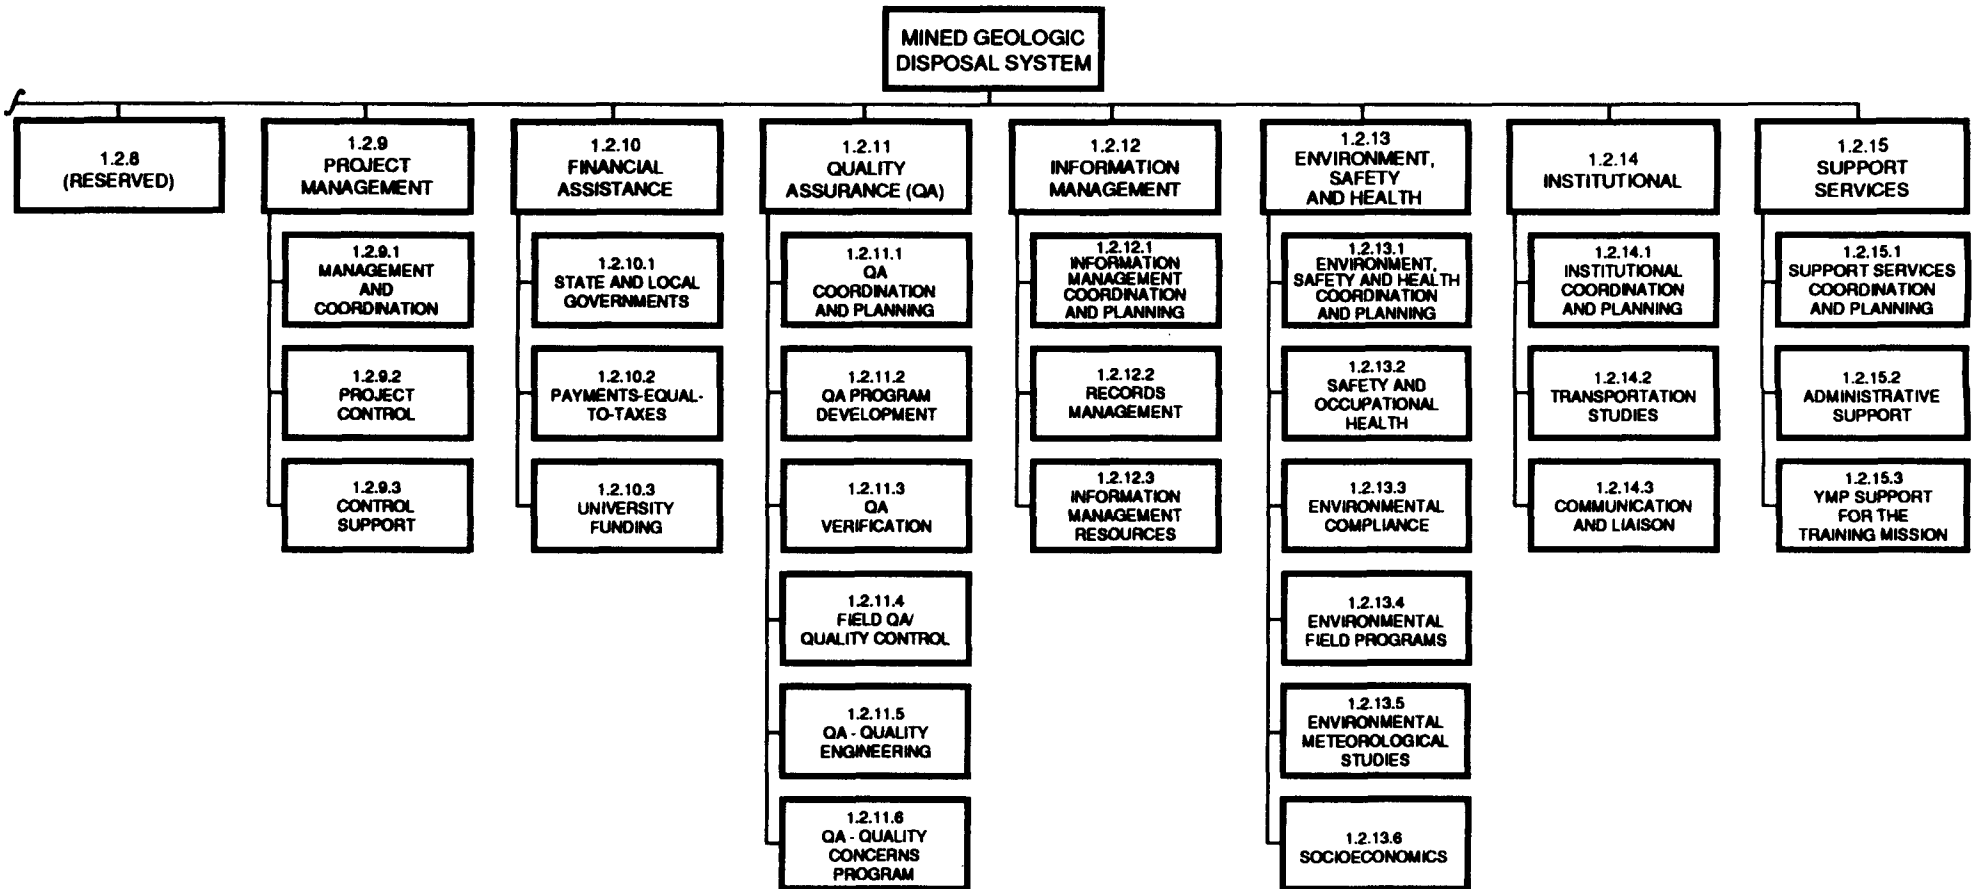 MINED GEOLOGIC
DISPOSAL SYSTEM
1.2.8
(RESERVED)
1.2.9
PROJECT
MANAGEMENT
1.2.9.1
MANAGEMENT
AND
COORDINATION
1.2.9.2
PROJECT
CONTROL
1.2.9.3
CONTROL
SUPPORT
1.2.10
FINANCIAL
ASSISTANCE
1.2.10.1
STATE AND LOCAL
GOVERNMENTS
1.2.10.2
PAYMENTS-EQUAL-
TO-TAXES
1.2.10.3
UNIVERSITY
FUNDING
1.2.11
QUALITY
ASSURANCE (QA)
1.2.11.1
QA
COORDINATION
AND PLANNING
1.2.11.2
QA PROGRAM
DEVELOPMENT
1.2.11.3
QA
VERIFICATION
1.2.11.4
FIELD QA/
QUALITY CONTROL
1.2.11.5
QA - QUALITY
ENGINEERING
1.2.11.6
QA - QUALITY
CONCERNS
PROGRAM
1.2.12
INFORMATION
MANAGEMENT
1.2.12.1
INFORMATION
MANAGEMENT
COORDINATION
AND PLANNING
1.2.12.2
RECORDS
MANAGEMENT
1.2.12.3
INFORMATION
MANAGEMENT
RESOURCES
1.2.13
ENVIRONMENT,
SAFETY
AND HEALTH
1.2.13.1
ENVIRONMENT,
SAFETY AND HEALTH
COORDINATION
AND PLANNING
1.2.13.2
SAFETY AND
OCCUPATIONAL
HEALTH
1.2.13.3
ENVIRONMENTAL
COMPLIANCE
1.2.13.4
ENVIRONMENTAL
FIELD PROGRAMS
1.2.13.5
ENVIRONMENTAL
METEOROLOGICAL
STUDIES
1.2.13.6
SOCIOECONOMICS
1.2.14
INSTITUTIONAL
1.2.14.1
INSTITUTIONAL
COORDINATION
AND PLANNING
1.2.14.2
TRANSPORTATION
STUDIES
1.2.14.3
COMMUNICATION
AND LIAISON
1.2.15
SUPPORT
SERVICES
1.2.15.1
SUPPORT SERVICES
COORDINATION
AND PLANNING
1.2.15.2
ADMINISTRATIVE
SUPPORT
1.2.15.3
YMP SUPPORT
FOR THE
TRAINING MISSION